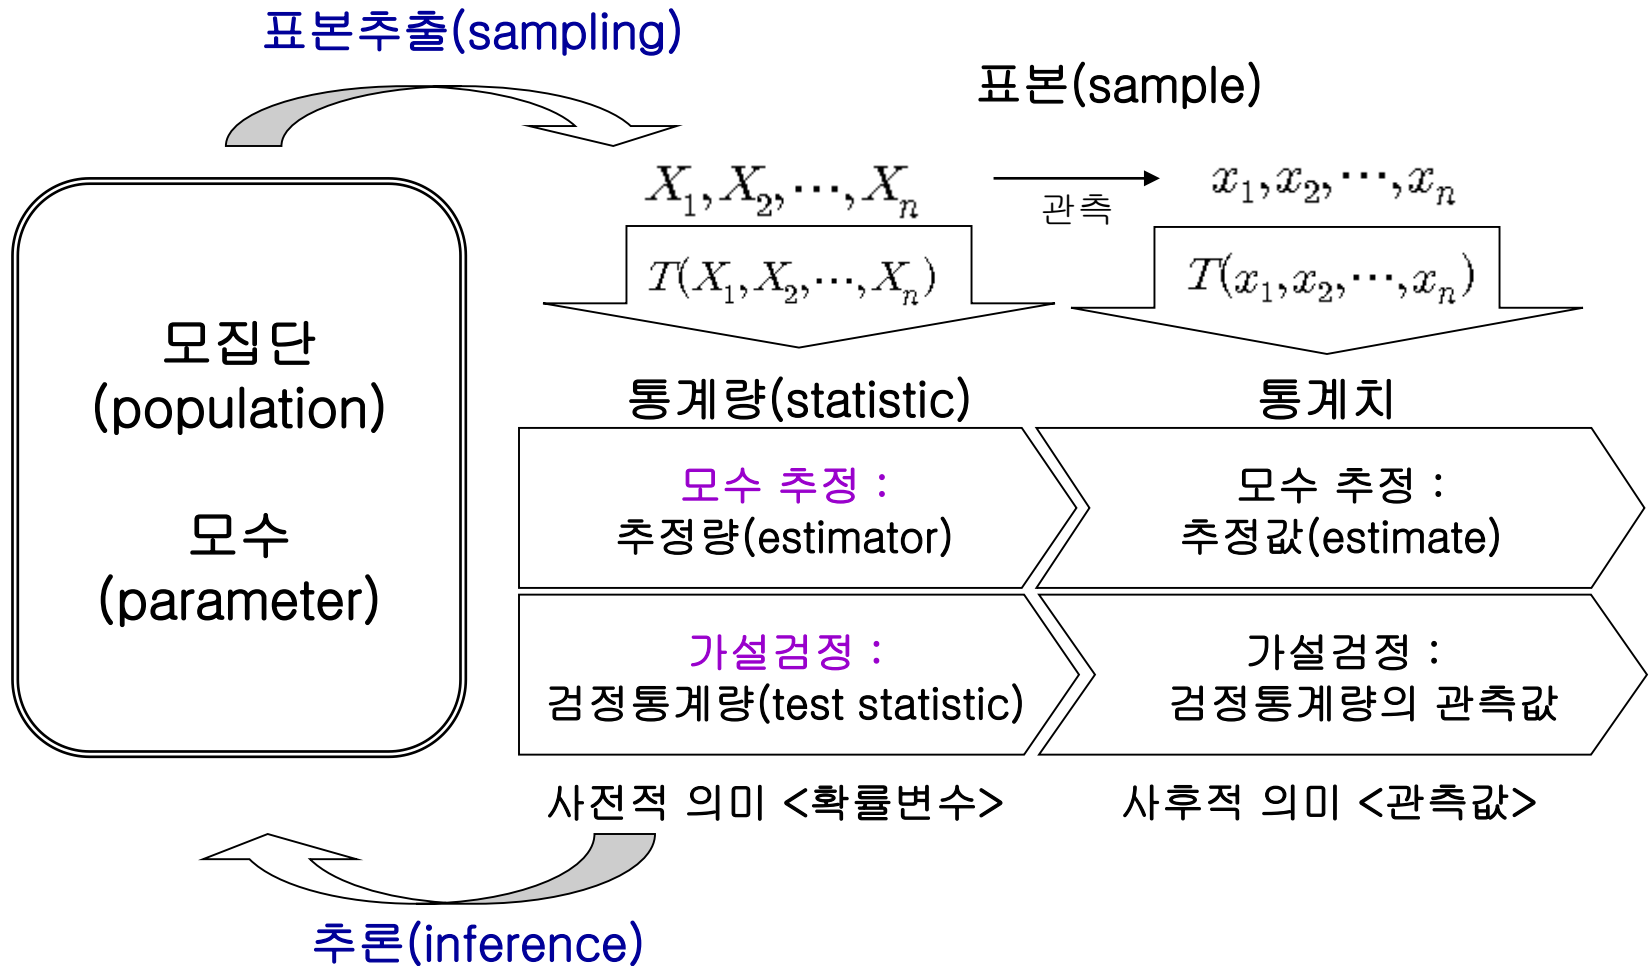 표본추출(sampling)
표본(sample)
X₁, X₂, ⋯, Xₙ
관측
x₁, x₂, ⋯, xₙ
T(X₁, X₂, ⋯, Xₙ)
T(x₁, x₂, ⋯, xₙ)
모집단
(population)
모수
(parameter)
통계량(statistic)
통계치
모수 추정 :
추정량(estimator)
모수 추정 :
추정값(estimate)
가설검정 :
검정통계량(test statistic)
가설검정 :
검정통계량의 관측값
사전적 의미 <확률변수>
사후적 의미 <관측값>
추론(inference)